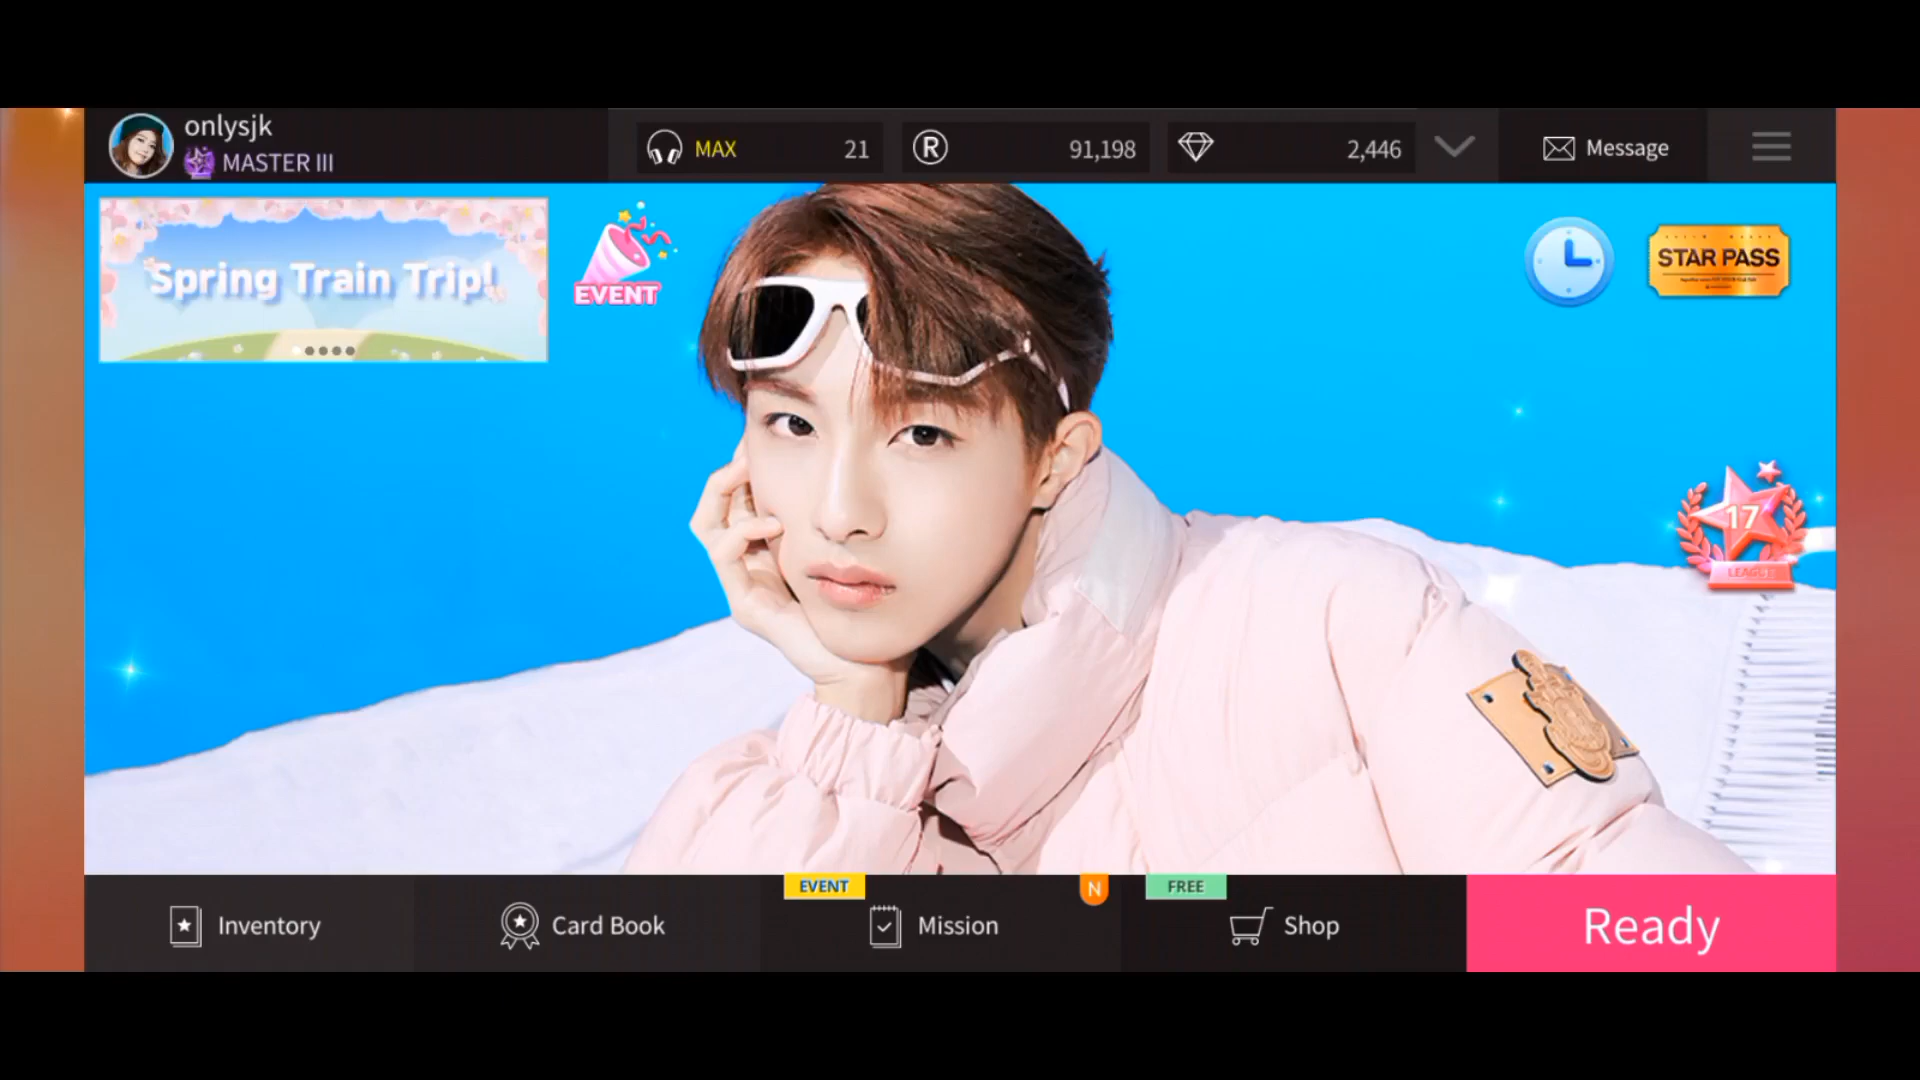 onlysjk
MASTER III
MAX 21
R 91,198
2,446
Message
Spring Train Trip!
EVENT
STAR PASS
17
LEAGUE
EVENT
N
FREE
Inventory
Card Book
Mission
Shop
Ready